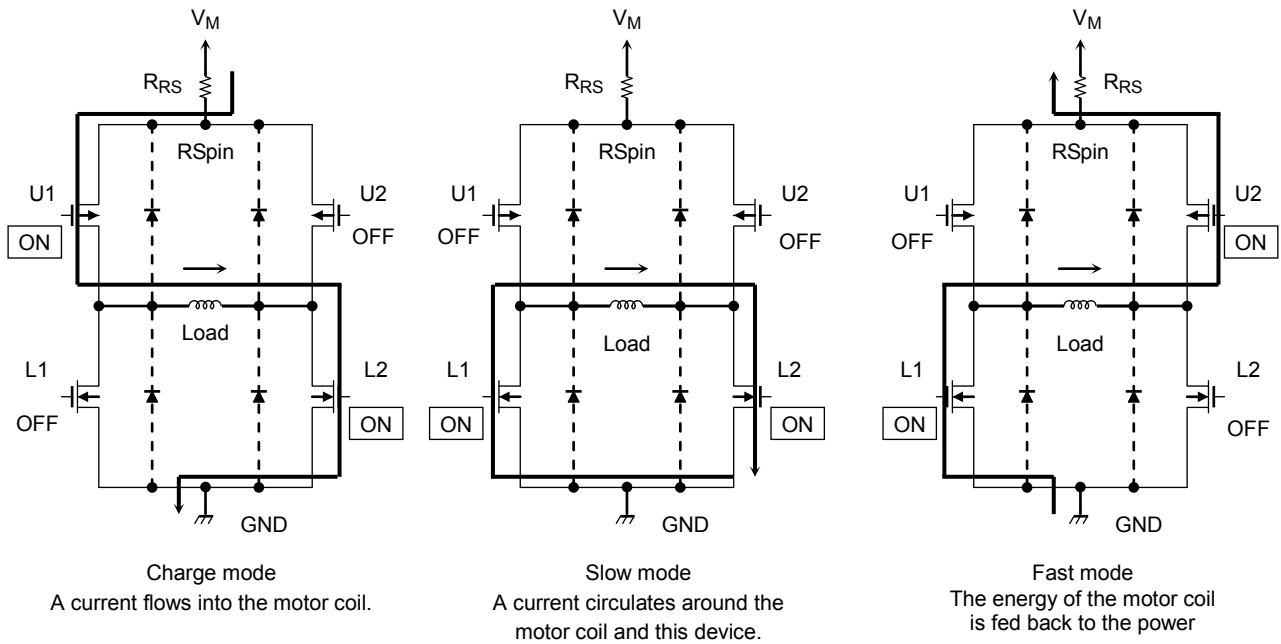 VM
RRS
RSpin
U1
ON
U2
OFF
Load
L1
OFF
L2
ON
GND
Charge mode
A current flows into the motor coil.
VM
RRS
RSpin
U1
OFF
U2
OFF
Load
L1
ON
L2
ON
GND
Slow mode
A current circulates around the
motor coil and this device.
VM
RRS
RSpin
U1
OFF
U2
ON
Load
L1
ON
L2
OFF
GND
Fast mode
The energy of the motor coil
is fed back to the power